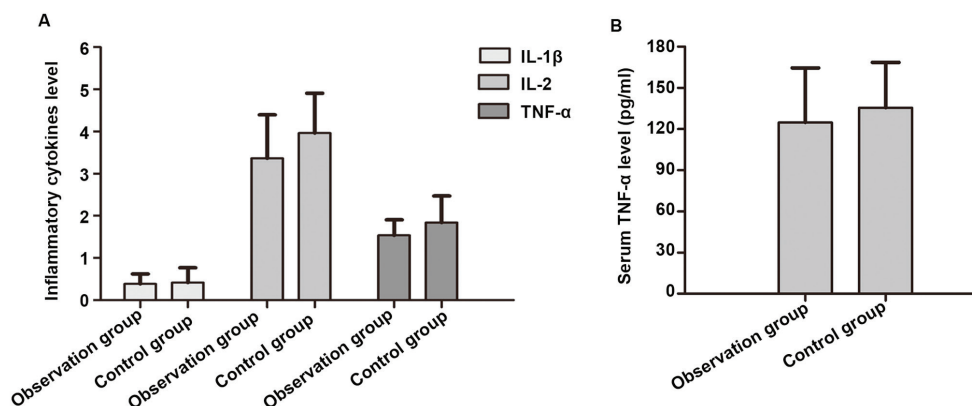 A
Inflammatory cytokines level
6
5
4
3
2
1
0
Observation group
Control group
Observation group
Control group
Observation group
Control group
IL-1β
IL-2
TNF-α
B
Serum TNF-α level (pg/ml)
180
150
120
90
60
30
0
Observation group
Control group